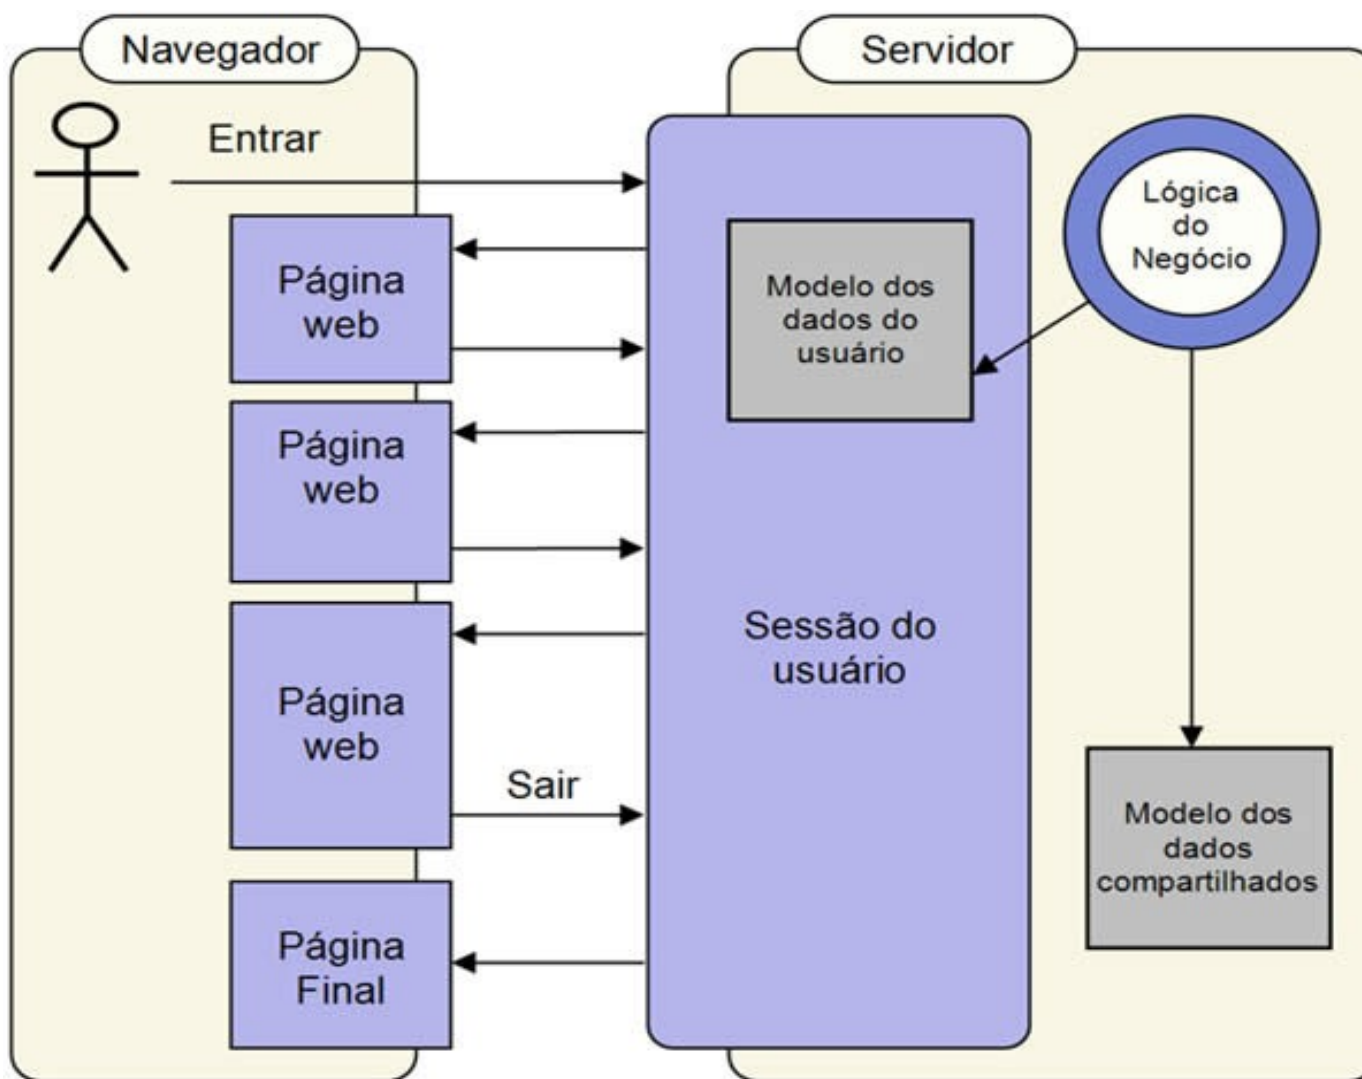 Navegador
Servidor
Entrar
Página
web
Página
web
Página
web
Sair
Página
Final
Modelo dos
dados do
usuário
Sessão do
usuário
Lógica
do
Negócio
Modelo dos
dados
compartilhados